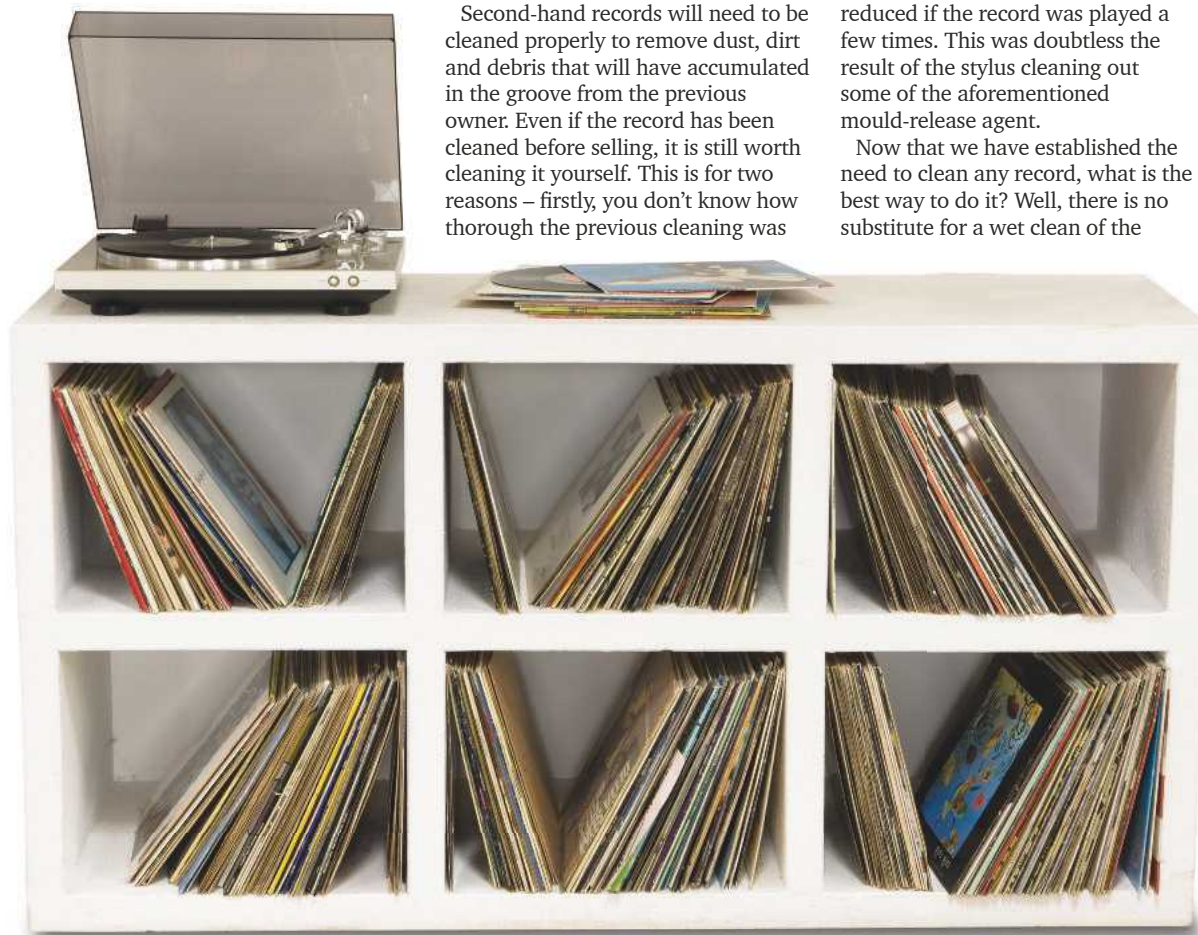 Second-hand records will need to be
cleaned properly to remove dust, dirt
and debris that will have accumulated
in the groove from the previous
owner. Even if the record has been
cleaned before selling, it is still worth
cleaning it yourself. This is for two
reasons – firstly, you don’t know how
thorough the previous cleaning was
reduced if the record was played a
few times. This was doubtless the
result of the stylus cleaning out
some of the aforementioned
mould-release agent.
Now that we have established the
need to clean any record, what is the
best way to do it? Well, there is no
substitute for a wet clean of the